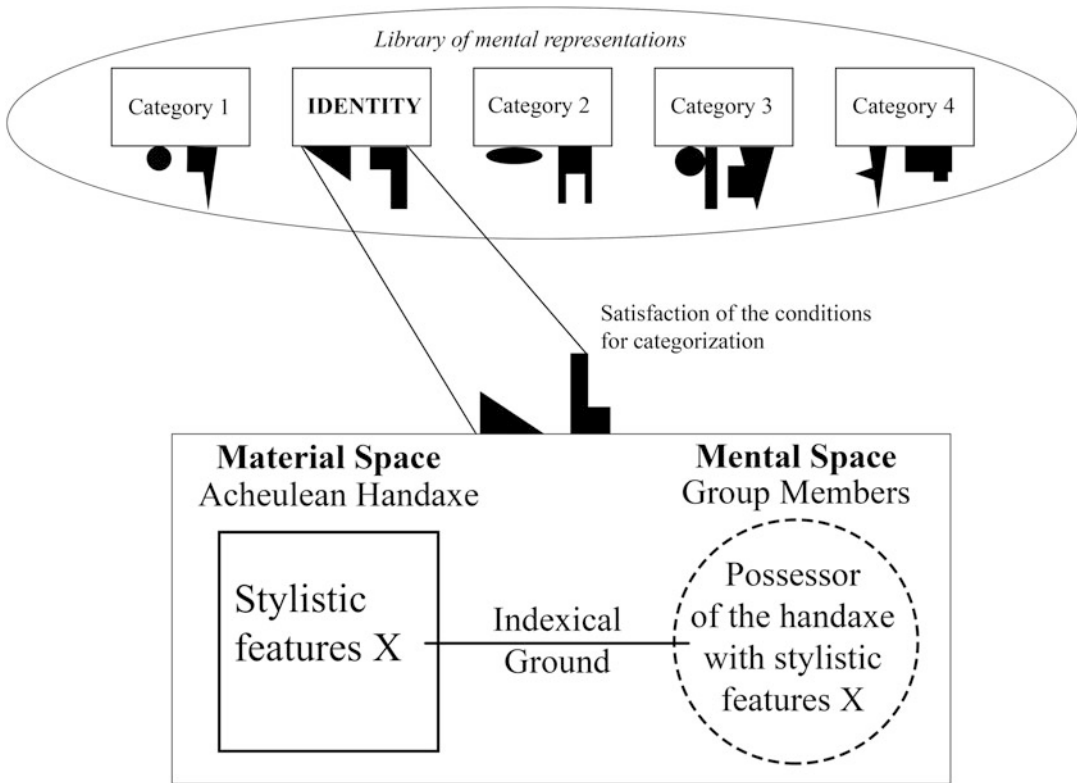 Library of mental representations
Category 1
IDENTITY
Category 2
Category 3
Category 4
Satisfaction of the conditions
for categorization
Material Space
Acheulean Handaxe
Mental Space
Group Members
Stylistic
features X
Indexical
Ground
Possessor
of the handaxe
with stylistic
features X